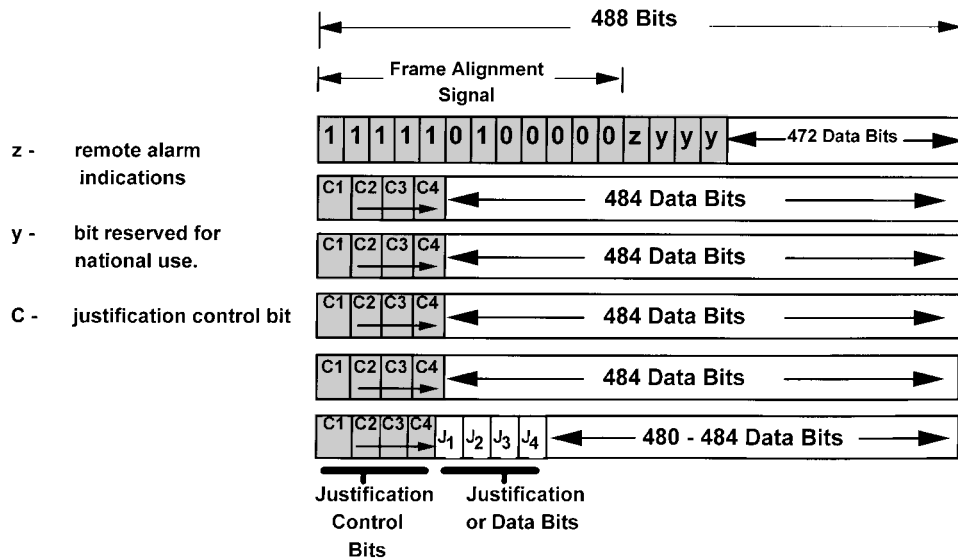 488 Bits
Frame Alignment
Signal
1 1 1 1 1 0 1 0 0 0 0 0 z y y y 472 Data Bits
z - remote alarm
indications
C1 C2 C3 C4 484 Data Bits
y - bit reserved for
national use.
C1 C2 C3 C4 484 Data Bits
C - justification control bit
C1 C2 C3 C4 484 Data Bits
C1 C2 C3 C4 484 Data Bits
C1 C2 C3 C4 J1 J2 J3 J4 480 - 484 Data Bits
Justification
Control
Bits
Justification
or Data Bits